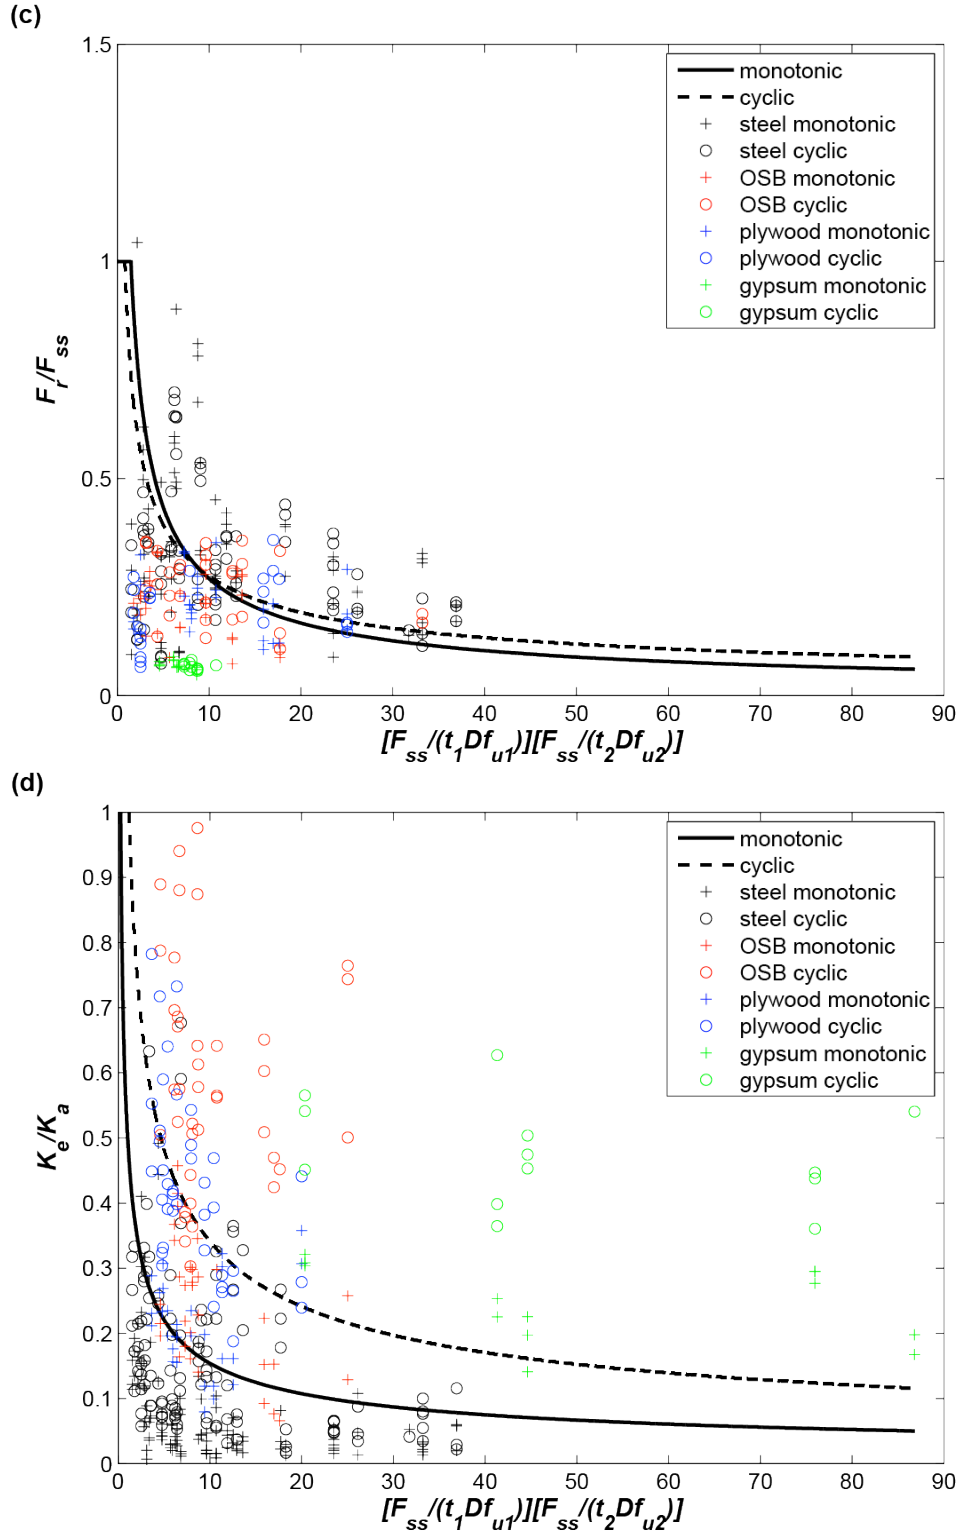 (c)
1.5
1
0.5
0
F_r/F_ss
monotonic
cyclic
steel monotonic
steel cyclic
OSB monotonic
OSB cyclic
plywood monotonic
plywood cyclic
gypsum monotonic
gypsum cyclic
0 10 20 30 40 50 60 70 80 90
[F_ss/(t_1Df_u1)][F_ss/(t_2Df_u2)]
(d)
1
0.9
0.8
0.7
0.6
0.5
0.4
0.3
0.2
0.1
0
K_e/K_a
monotonic
cyclic
steel monotonic
steel cyclic
OSB monotonic
OSB cyclic
plywood monotonic
plywood cyclic
gypsum monotonic
gypsum cyclic
0 10 20 30 40 50 60 70 80 90
[F_ss/(t_1Df_u1)][F_ss/(t_2Df_u2)]